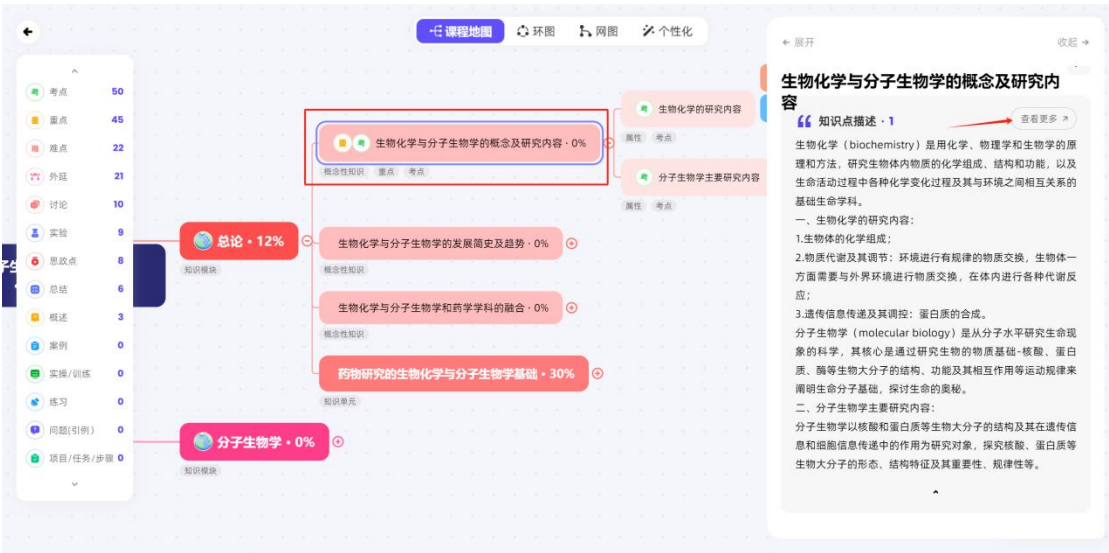 课程地图
环图
网图
个性化
考点 50
重点 45
难点 22
外延 21
讨论 10
实验 9
思政点 8
总结 6
概述 3
案例 0
实操/训练 0
练习 0
问题(引例) 0
项目/任务/步骤 0
总论·12%
知识模块
分子生物学·0%
知识模块
重 考 生物化学与分子生物学的概念及研究内容·0%
概念性知识 重点 考点
生物化学与分子生物学的发展简史及趋势·0%
概念性知识
生物化学与分子生物学和药学学科的融合·0%
概念性知识
药物研究的生物化学与分子生物学基础·30%
知识单元
考 生物化学的研究内容
属性 考点
考 分子生物学主要研究内容
属性 考点
展开
收起
生物化学与分子生物学的概念及研究内
容
知识点描述·1
查看更多
生物化学（biochemistry）是用化学、物理学和生物学的原
理和方法，研究生物体内物质的化学组成、结构和功能，以及
生命活动过程中各种化学变化过程及其与环境之间相互关系的
基础生命学科。
一、生物化学的研究内容：
1.生物体的化学组成；
2.物质代谢及其调节：环境进行有规律的物质交换，生物体一
方面需要与外界环境进行物质交换，在体内进行各种代谢反
应；
3.遗传信息传递及其调控：蛋白质的合成。
分子生物学（molecular biology）是从分子水平研究生命现
象的科学，其核心是通过研究生物的物质基础-核酸、蛋白
质、酶等生物大分子的结构、功能及其相互作用等运动规律来
阐明生命分子基础，探讨生命的奥秘。
二、分子生物学主要研究内容：
分子生物学以核酸和蛋白质等生物大分子的结构及其在遗传信
息和细胞信息传递中的作用为研究对象，探究核酸、蛋白质等
生物大分子的形态、结构特征及其重要性、规律性等。